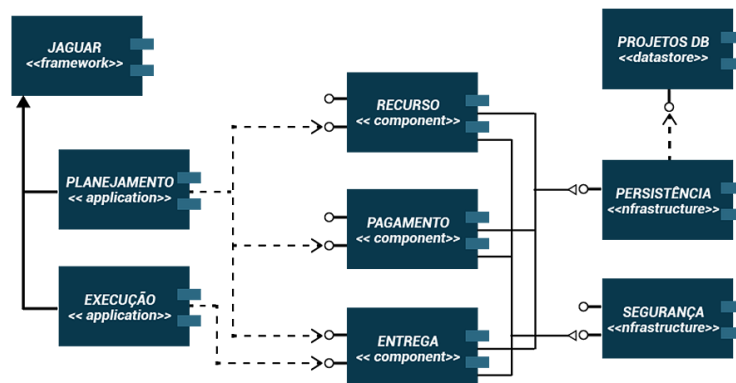 JAGUAR
<<framework>>
PROJETOS DB
<<datastore>>
RECURSO
<< component>>
PLANEJAMENTO
<< application>>
PERSISTÊNCIA
<<nfrastructure>>
PAGAMENTO
<< component>>
EXECUÇÃO
<< application>>
SEGURANÇA
<<nfrastructure>>
ENTREGA
<< component>>